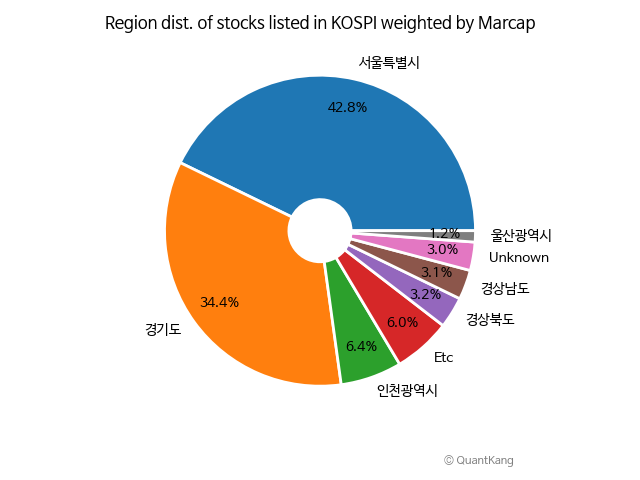 Region dist. of stocks listed in KOSPI weighted by Marcap
서울특별시
42.8%
경기도
34.4%
인천광역시
6.4%
Etc
6.0%
경상북도
3.2%
경상남도
3.1%
Unknown
3.0%
울산광역시
1.2%
© QuantKang